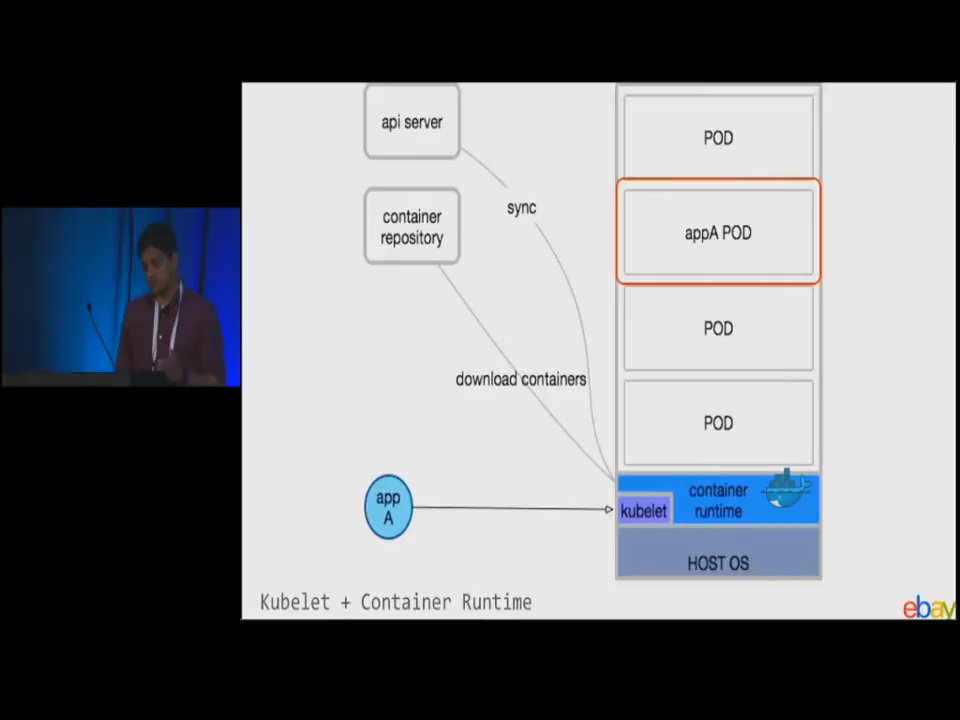 api server
POD
container
repository
sync
appA POD
POD
download containers
POD
app
A
kubelet
container
runtime
HOST OS
Kubelet + Container Runtime
ebay